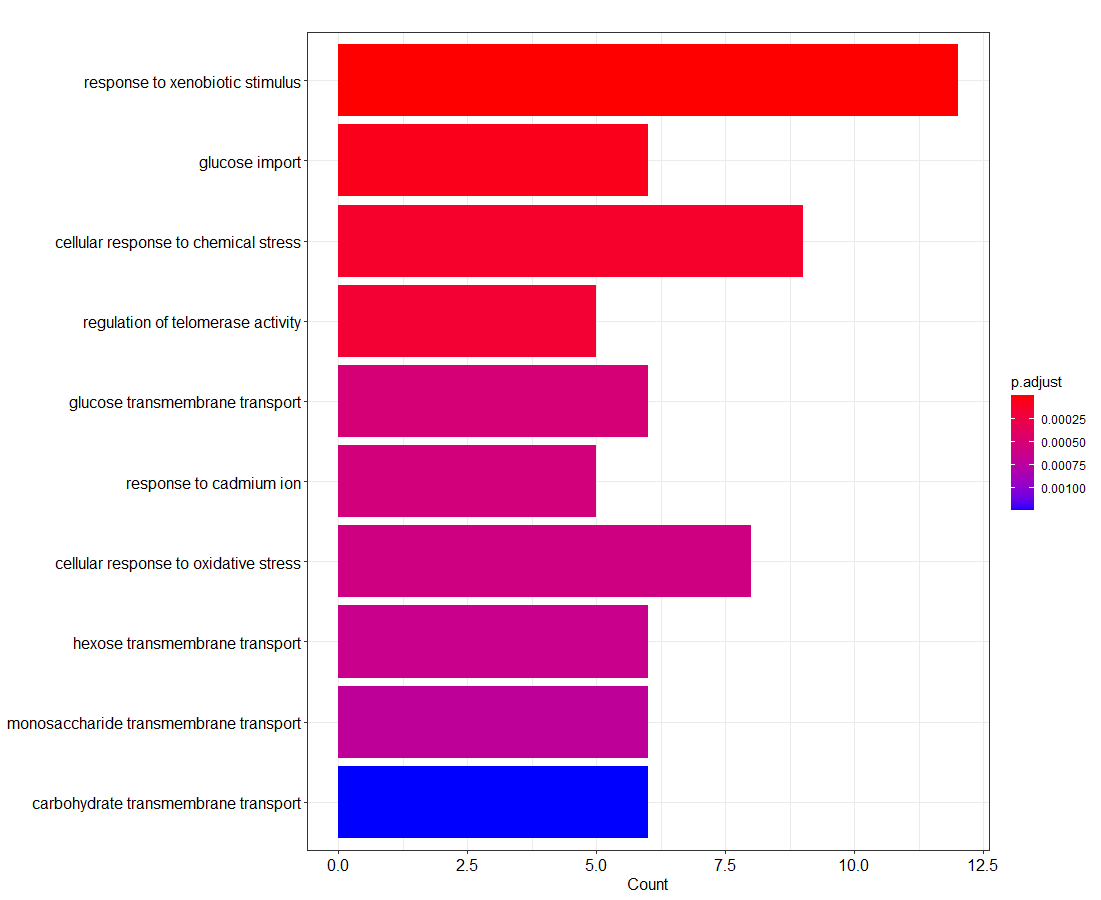 response to xenobiotic stimulus
glucose import
cellular response to chemical stress
regulation of telomerase activity
glucose transmembrane transport
response to cadmium ion
cellular response to oxidative stress
hexose transmembrane transport
monosaccharide transmembrane transport
carbohydrate transmembrane transport
0.0 2.5 5.0 7.5 10.0 12.5
Count
p.adjust
0.00025
0.00050
0.00075
0.00100